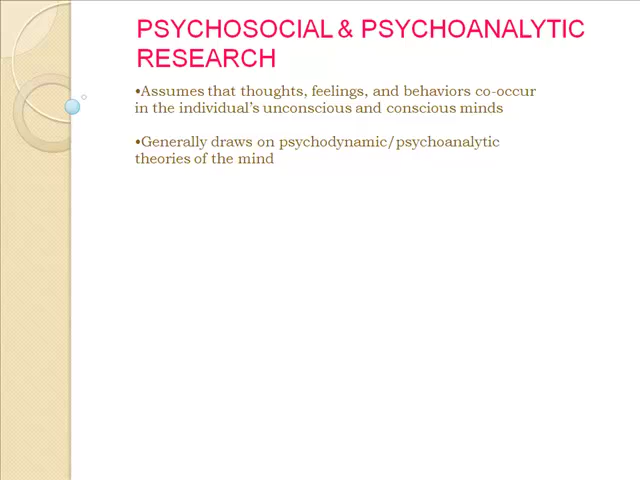 PSYCHOSOCIAL & PSYCHOANALYTIC
RESEARCH
•Assumes that thoughts, feelings, and behaviors co-occur
in the individual's unconscious and conscious minds
•Generally draws on psychodynamic/psychoanalytic
theories of the mind